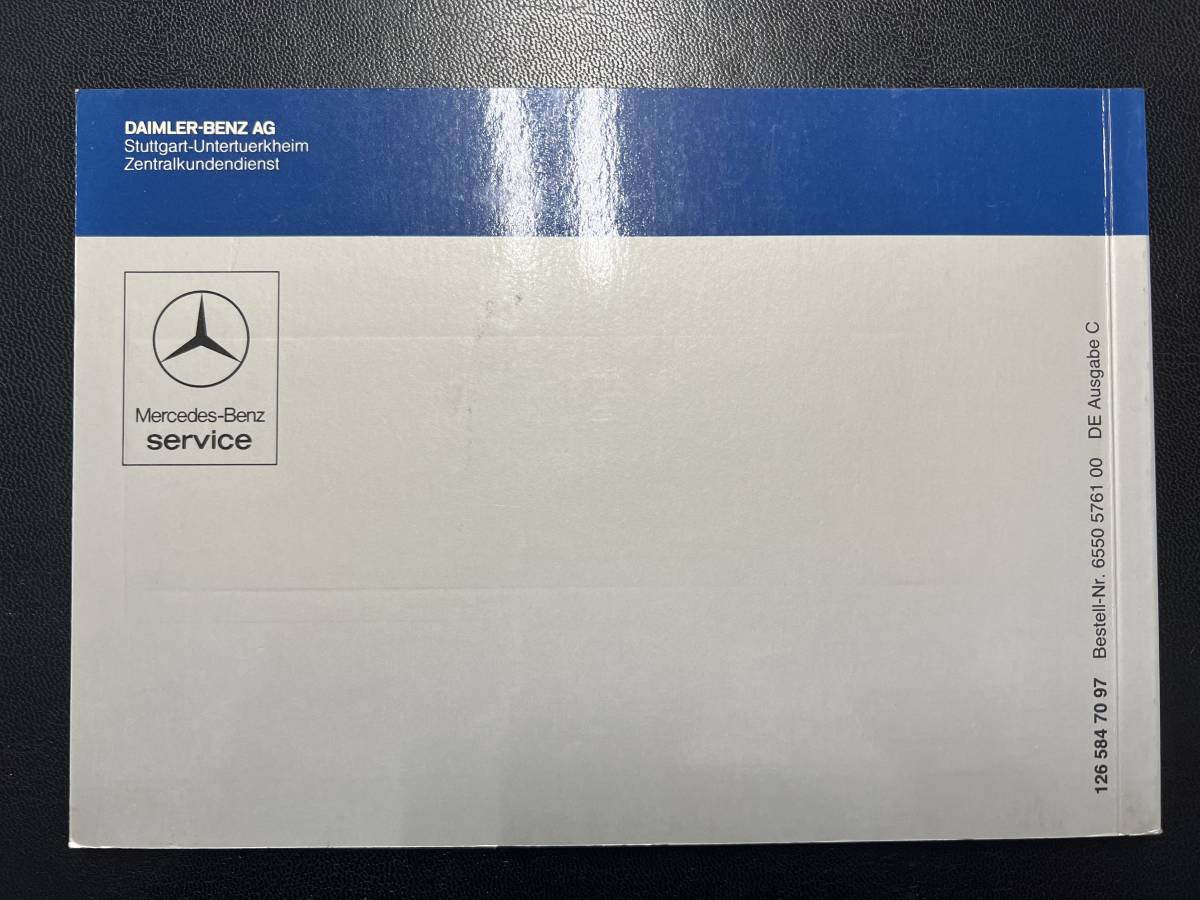 DAIMLER-BENZ AG
Stuttgart-Untertuerkheim
Zentralkundendienst
Mercedes-Benz
service
126 584 70 97 Bestell-Nr. 6550 5761 00 DE Ausgabe C